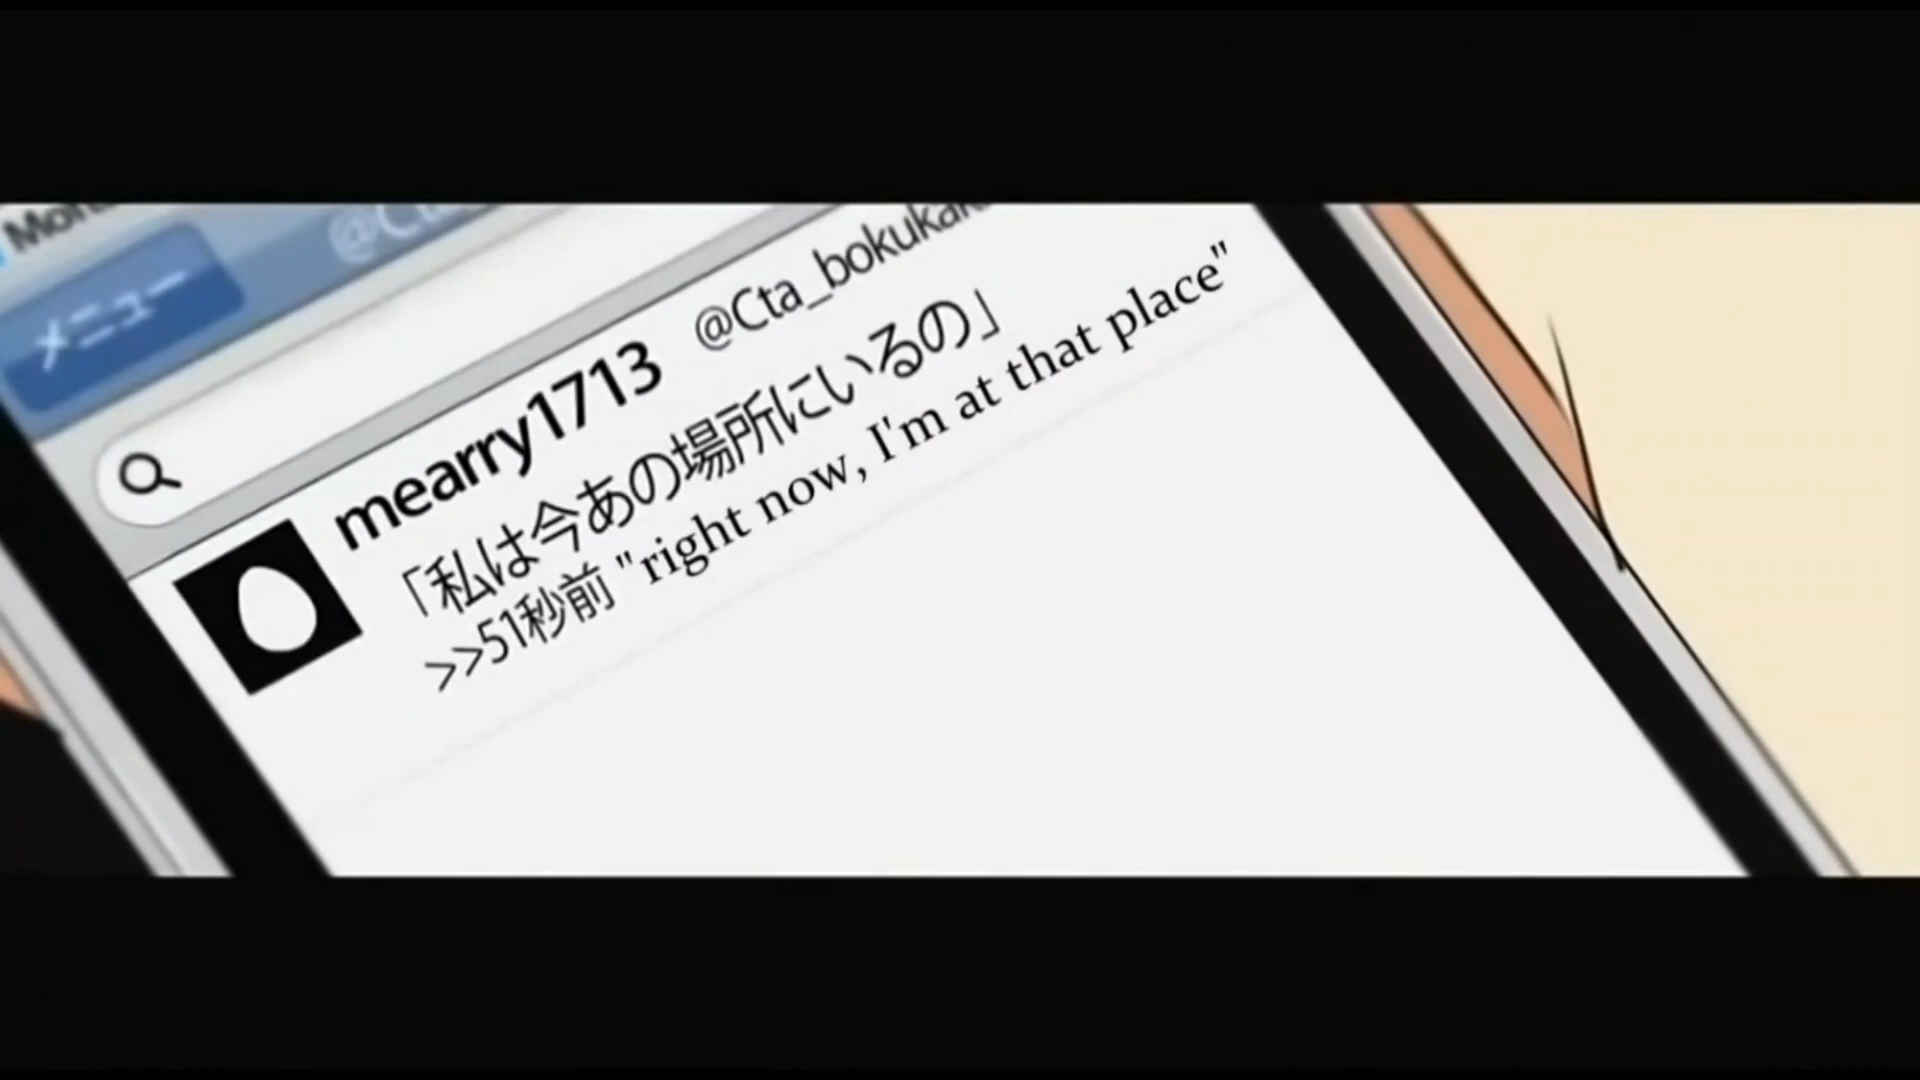 メニュー
mearry1713
「私は今あの場所にいるの」
>>51秒前 "right now, I'm at that place"